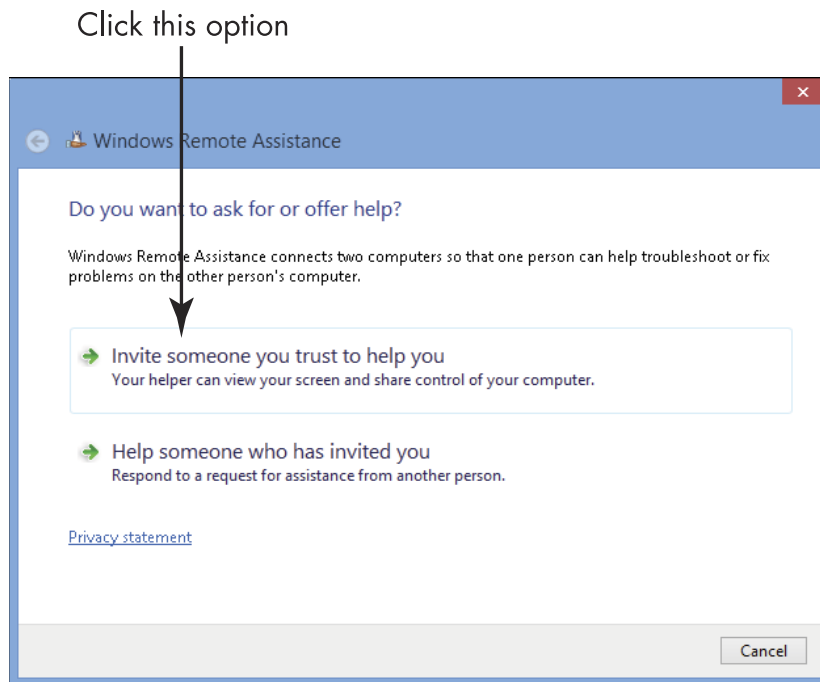 Click this option
Windows Remote Assistance
Do you want to ask for or offer help?
Windows Remote Assistance connects two computers so that one person can help troubleshoot or fix
problems on the other person's computer.
Invite someone you trust to help you
Your helper can view your screen and share control of your computer.
Help someone who has invited you
Respond to a request for assistance from another person.
Privacy statement
Cancel